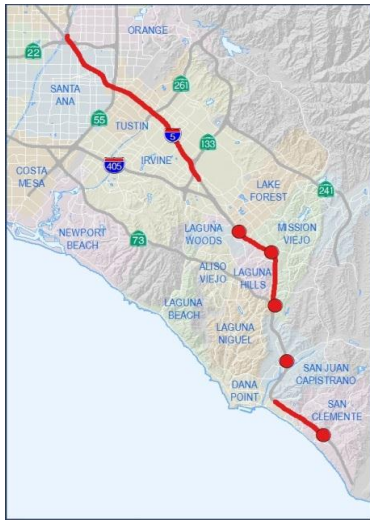 ORANGE
22
SANTA
ANA
261
55
TUSTIN
5
133
IRVINE
405
COSTA
MESA
LAKE
FOREST
241
NEWPORT
BEACH
73
LAGUNA
WOODS
MISSION
VIEJO
ALISO
VIEJO
LAGUNA
HILLS
LAGUNA
BEACH
LAGUNA
NIGUEL
SAN JUAN
CAPISTRANO
DANA
POINT
SAN
CLEMENTE